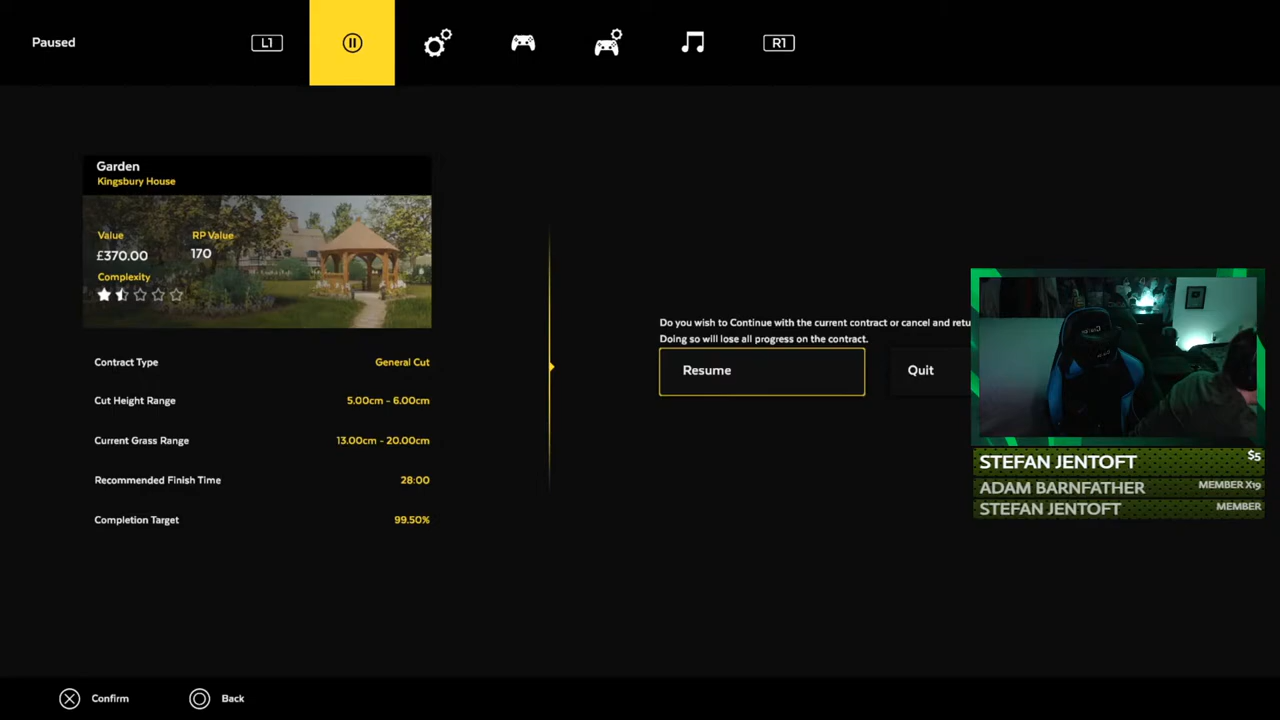 Paused
L1
R1
Garden
Kingsbury House
Value
RP Value
£370.00
170
Complexity
Contract Type
General Cut
Cut Height Range
5.00cm - 6.00cm
Current Grass Range
13.00cm - 20.00cm
Recommended Finish Time
28:00
Completion Target
99.50%
Do you wish to Continue with the current contract or cancel and retu
Doing so will lose all progress on the contract.
Resume
Quit
STEFAN JENTOFT
$5
ADAM BARNFATHER
MEMBER X19
STEFAN JENTOFT
MEMBER
Confirm
Back